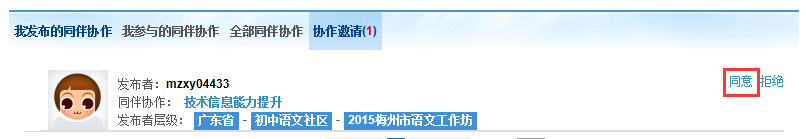 我发布的同伴协作 我参与的同伴协作 全部同伴协作 协作邀请(1)
发布者：mzxy04433 同意 拒绝
同伴协作： 技术信息能力提升
发布者层级： 广东省 - 初中语文社区 - 2015梅州市语文工作坊